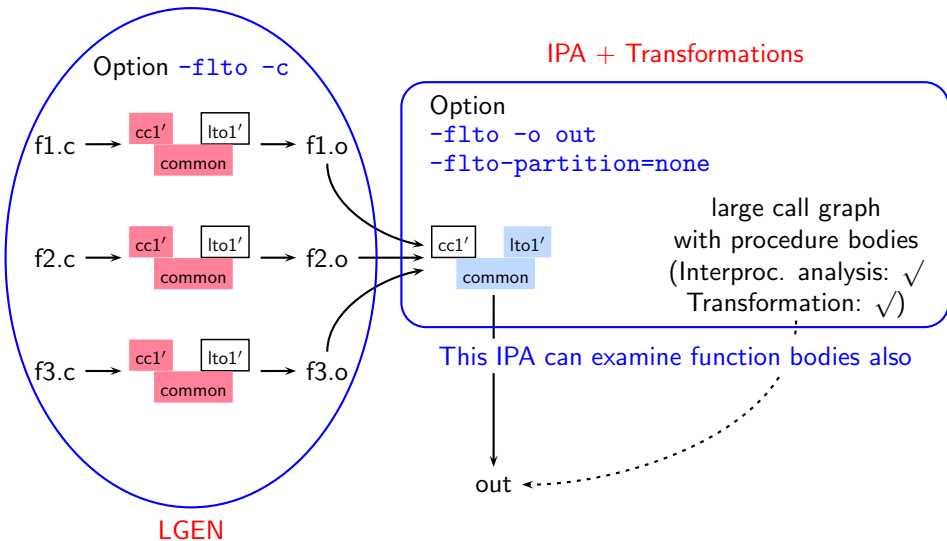 IPA + Transformations
Option -flto -c
Option
-flto -o out
-flto-partition=none
f1.c
cc1′
lto1′
common
f1.o
f2.c
cc1′
lto1′
common
f2.o
f3.c
cc1′
lto1′
common
f3.o
cc1′
lto1′
common
large call graph
with procedure bodies
(Interproc. analysis: √
Transformation: √)
This IPA can examine function bodies also
out
LGEN